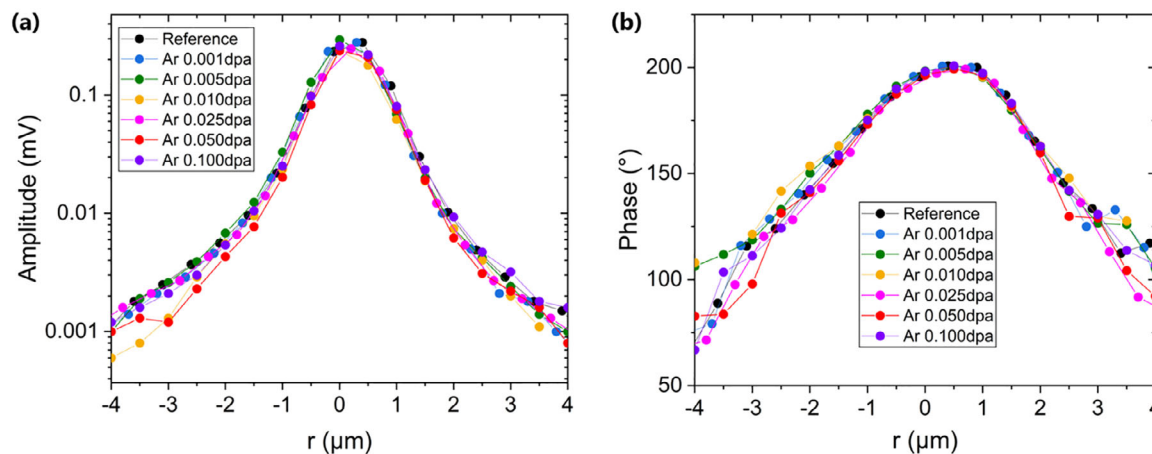 (a)
Amplitude (mV)
0.1
0.01
0.001
Reference
Ar 0.001dpa
Ar 0.005dpa
Ar 0.010dpa
Ar 0.025dpa
Ar 0.050dpa
Ar 0.100dpa
-4 -3 -2 -1 0 1 2 3 4
r (µm)
(b)
Phase (°)
200
150
100
50
Reference
Ar 0.001dpa
Ar 0.005dpa
Ar 0.010dpa
Ar 0.025dpa
Ar 0.050dpa
Ar 0.100dpa
-4 -3 -2 -1 0 1 2 3 4
r (µm)